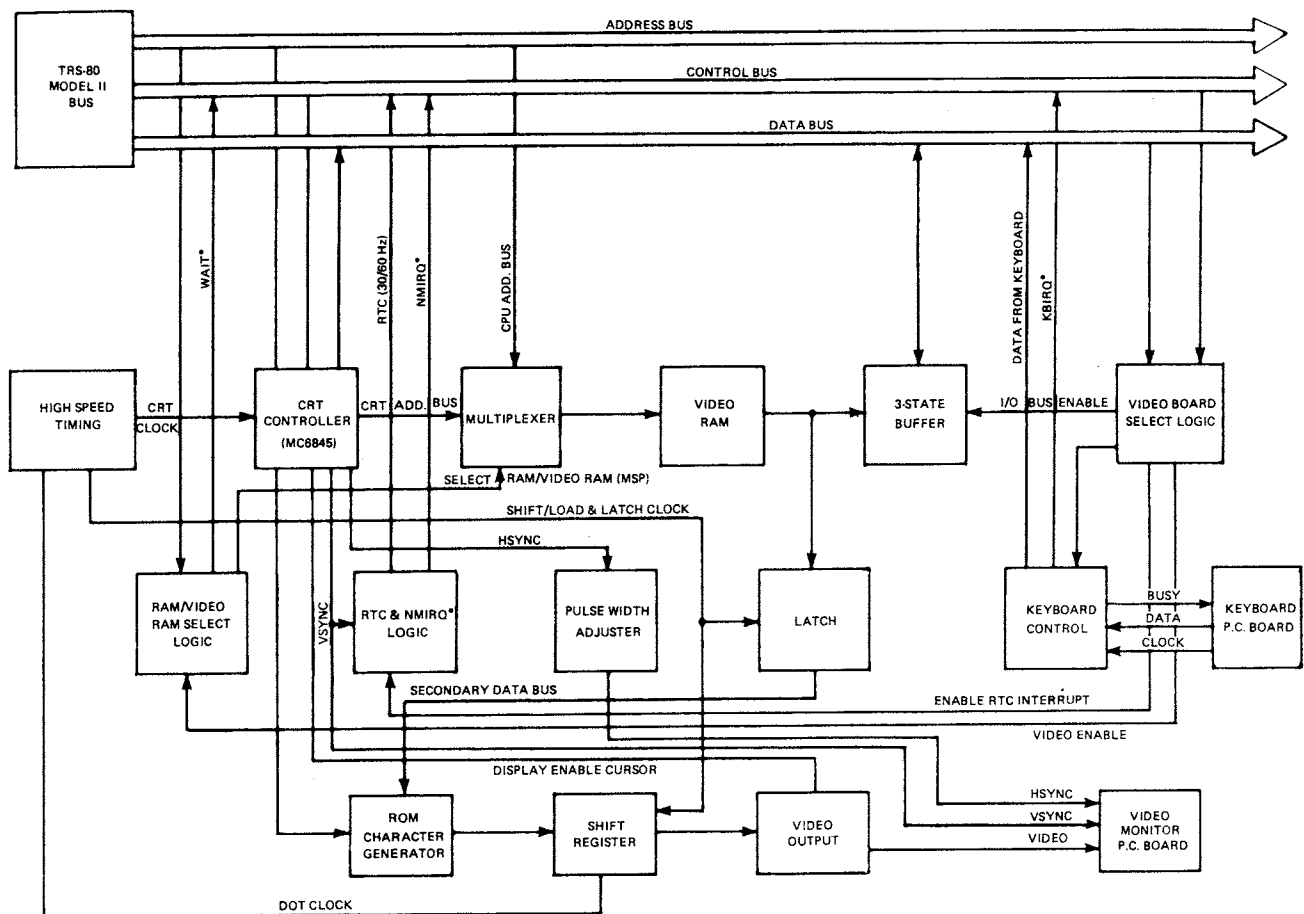 ADDRESS BUS
TRS-80
MODEL II
BUS
CONTROL BUS
DATA BUS
WAIT*
RTC (30/60 Hz)
NMIRQ*
CPU ADD. BUS
DATA FROM KEYBOARD
KBIRQ*
HIGH SPEED
TIMING
CRT
CLOCK
CRT
CONTROLLER
(MC6845)
CRT ADD. BUS
MULTIPLEXER
VIDEO
RAM
3-STATE
BUFFER
I/O BUS ENABLE
VIDEO BOARD
SELECT LOGIC
SELECT RAM/VIDEO RAM (MSP)
SHIFT/LOAD & LATCH CLOCK
HSYNC
RAM/VIDEO
RAM SELECT
LOGIC
VSYNC
RTC & NMIRQ*
LOGIC
PULSE WIDTH
ADJUSTER
LATCH
KEYBOARD
CONTROL
BUSY
DATA
CLOCK
KEYBOARD
P.C. BOARD
SECONDARY DATA BUS
ENABLE RTC INTERRUPT
VIDEO ENABLE
DISPLAY ENABLE CURSOR
ROM
CHARACTER
GENERATOR
SHIFT
REGISTER
VIDEO
OUTPUT
HSYNC
VSYNC
VIDEO
VIDEO
MONITOR
P.C. BOARD
DOT CLOCK